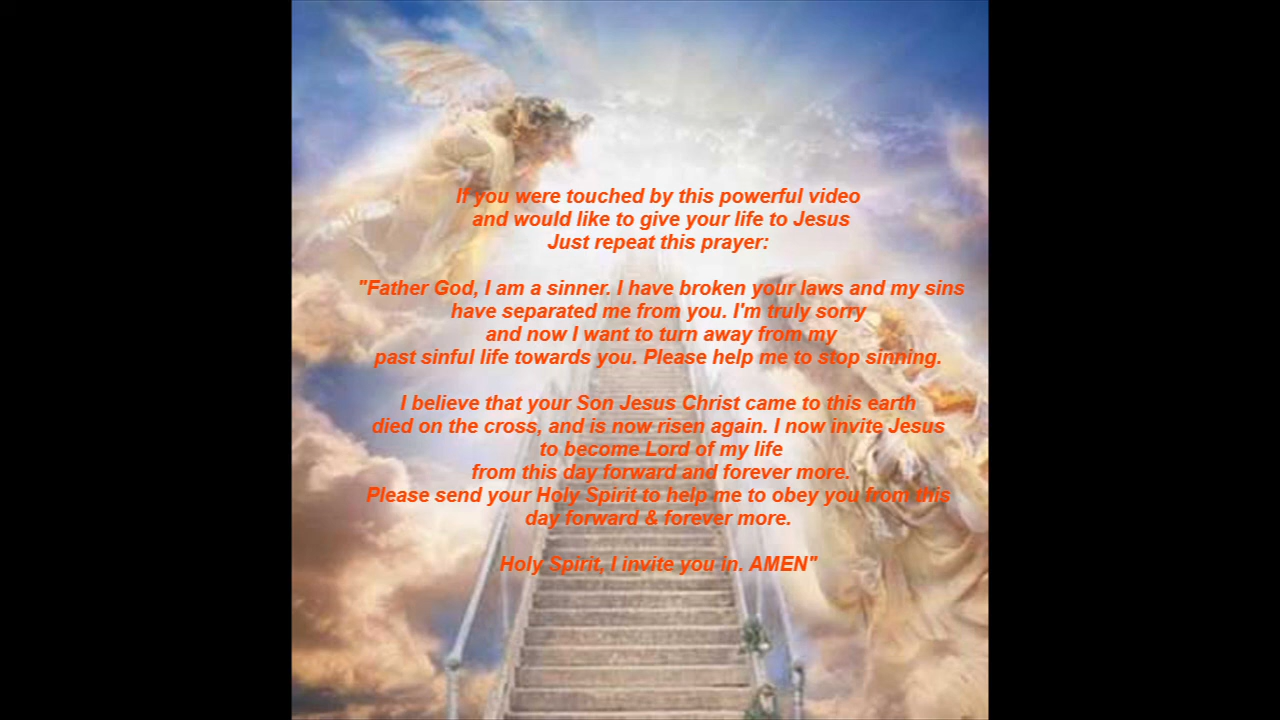 If you were touched by this powerful video
and would like to give your life to Jesus
Just repeat this prayer:
"Father God, I am a sinner. I have broken your laws and my sins
have separated me from you. I'm truly sorry
and now I want to turn away from my
past sinful life towards you. Please help me to stop sinning.
I believe that your Son Jesus Christ came to this earth
died on the cross, and is now risen again. I now invite Jesus
to become Lord of my life
from this day forward and forever more.
Please send your Holy Spirit to help me to obey you from this
day forward & forever more.
Holy Spirit, I invite you in. AMEN"